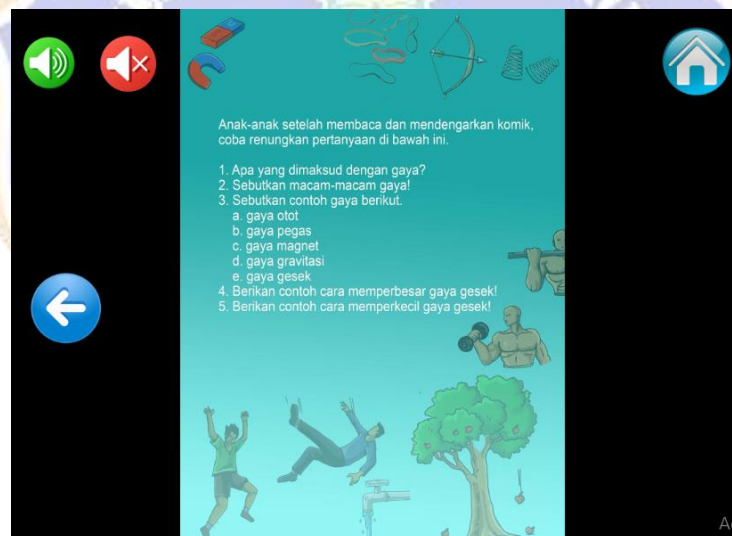 Anak-anak setelah membaca dan mendengarkan komik,
coba renungkan pertanyaan di bawah ini.
1. Apa yang dimaksud dengan gaya?
2. Sebutkan macam-macam gaya!
3. Sebutkan contoh gaya berikut.
a. gaya otot
b. gaya pegas
c. gaya magnet
d. gaya gravitasi
e. gaya gesek
4. Berikan contoh cara memperbesar gaya gesek!
5. Berikan contoh cara memperkecil gaya gesek!